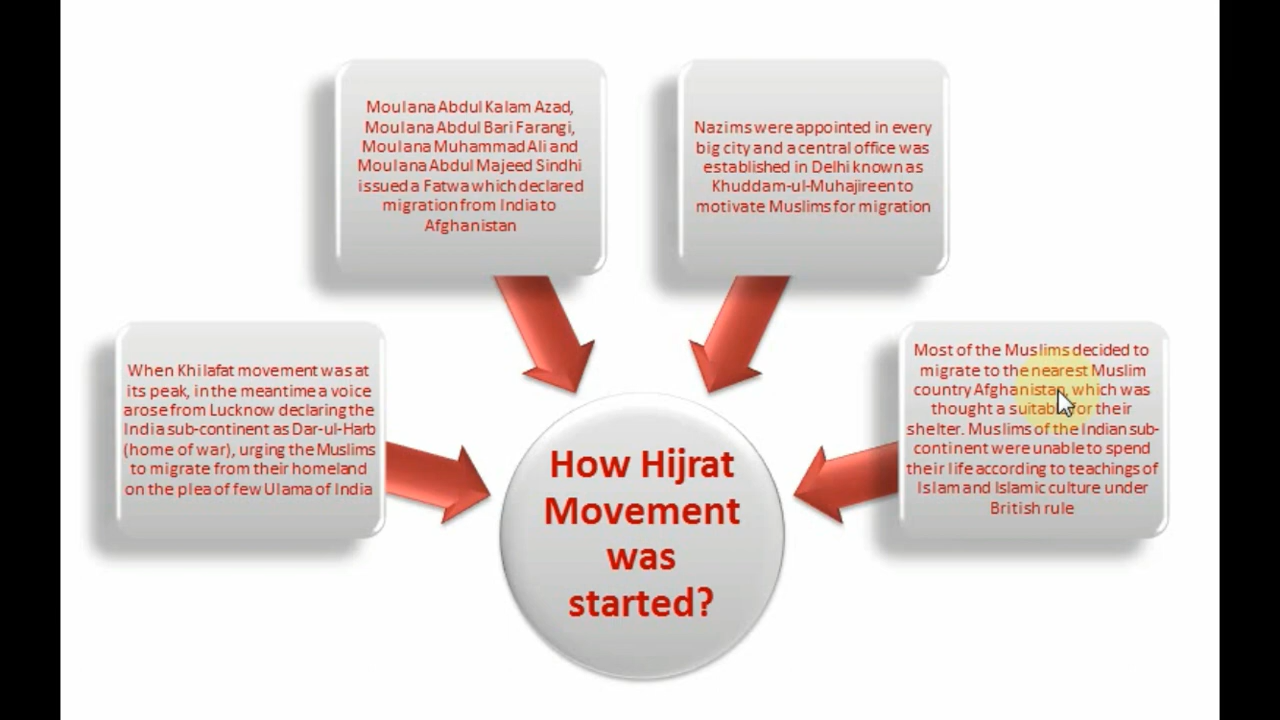 Moulana Abdul Kalam Azad,
Moulana Abdul Bari Farangi,
Moulana Muhammad Ali and
Moulana Abdul Majeed Sindhi
issued a Fatwa which declared
migration from India to
Afghanistan
Nazims were appointed in every
big city and a central office was
established in Delhi known as
Khuddam-ul-Muhajireen to
motivate Muslims for migration
When Khilafat movement was at
its peak, in the meantime a voice
arose from Lucknow declaring the
India sub-continent as Dar-ul-Harb
(home of war), urging the Muslims
to migrate from their homeland
on the plea of few Ulama of India
Most of the Muslims decided to
migrate to the nearest Muslim
country Afghanistan, which was
thought a suitable for their
shelter. Muslims of the Indian sub-
continent were unable to spend
their life according to teachings of
Islam and Islamic culture under
British rule
How Hijrat
Movement
was
started?